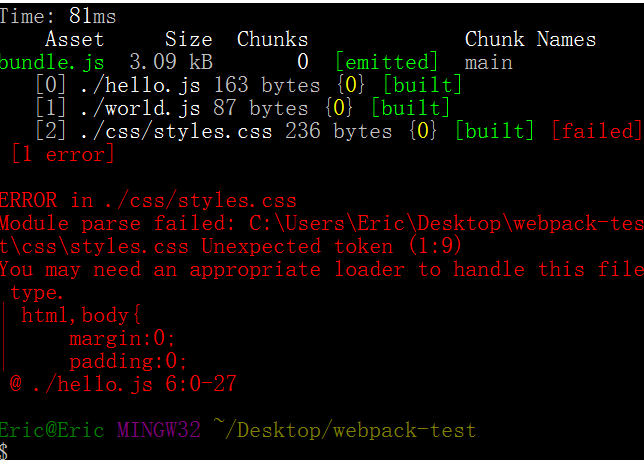 Time: 81ms
Asset Size Chunks Chunk Names
bundle.js 3.09 kB 0 [emitted] main
[0] ./hello.js 163 bytes {0} [built]
[1] ./world.js 87 bytes {0} [built]
[2] ./css/styles.css 236 bytes {0} [built] [failed]
[1 error]
ERROR in ./css/styles.css
Module parse failed: C:\Users\Eric\Desktop\webpack-tes
t\css\styles.css Unexpected token (1:9)
You may need an appropriate loader to handle this file
type.
| html,body{
| margin:0;
| padding:0;
@ ./hello.js 6:0-27
Eric@Eric MINGW32 ~/Desktop/webpack-test
$